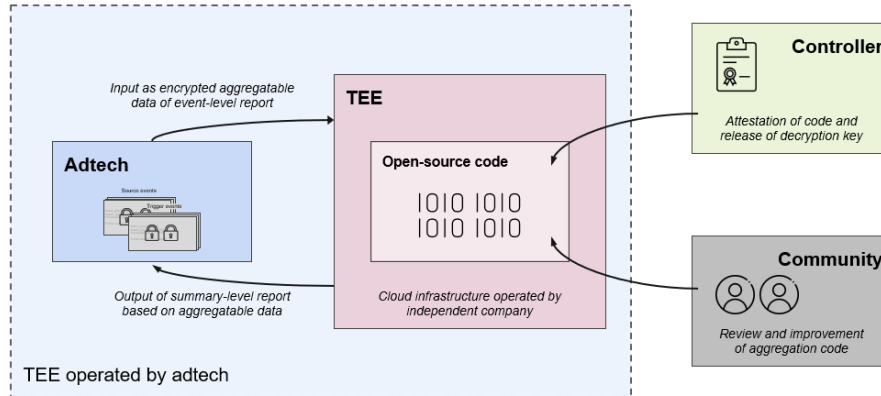 Controller
Attestation of code and
release of decryption key
Input as encrypted aggregatable
data of event-level report
TEE
Adtech
Source events
Trigger events
Open-source code
1010 1010
1010 1010
Output of summary-level report
based on aggregatable data
Cloud infrastructure operated by
independent company
Community
Review and improvement
of aggregation code
TEE operated by adtech